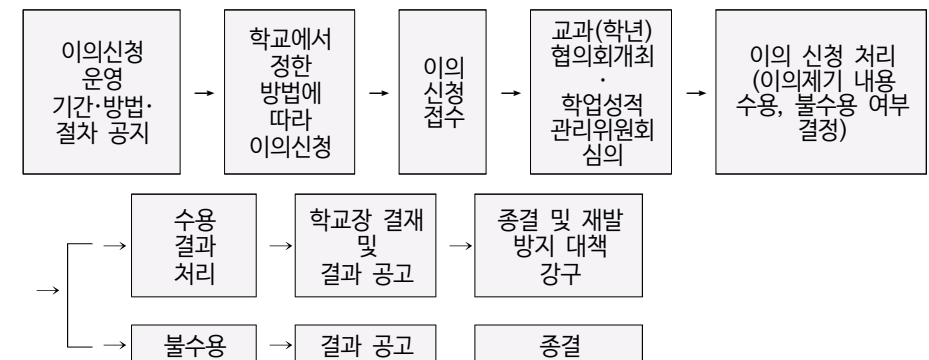 이의신청
운영
기간·방법·
절차 공지
→
학교에서
정한
방법에
따라
이의신청
→
이의
신청
접수
→
교과(학년)
협의회개최
·
학업성적
관리위원회
심의
→
이의 신청 처리
(이의제기 내용
수용, 불수용 여부
결정)
→
→
수용
결과
처리
→
학교장 결재
및
결과 공고
→
종결 및 재발
방지 대책
강구
→
불수용
→
결과 공고
종결